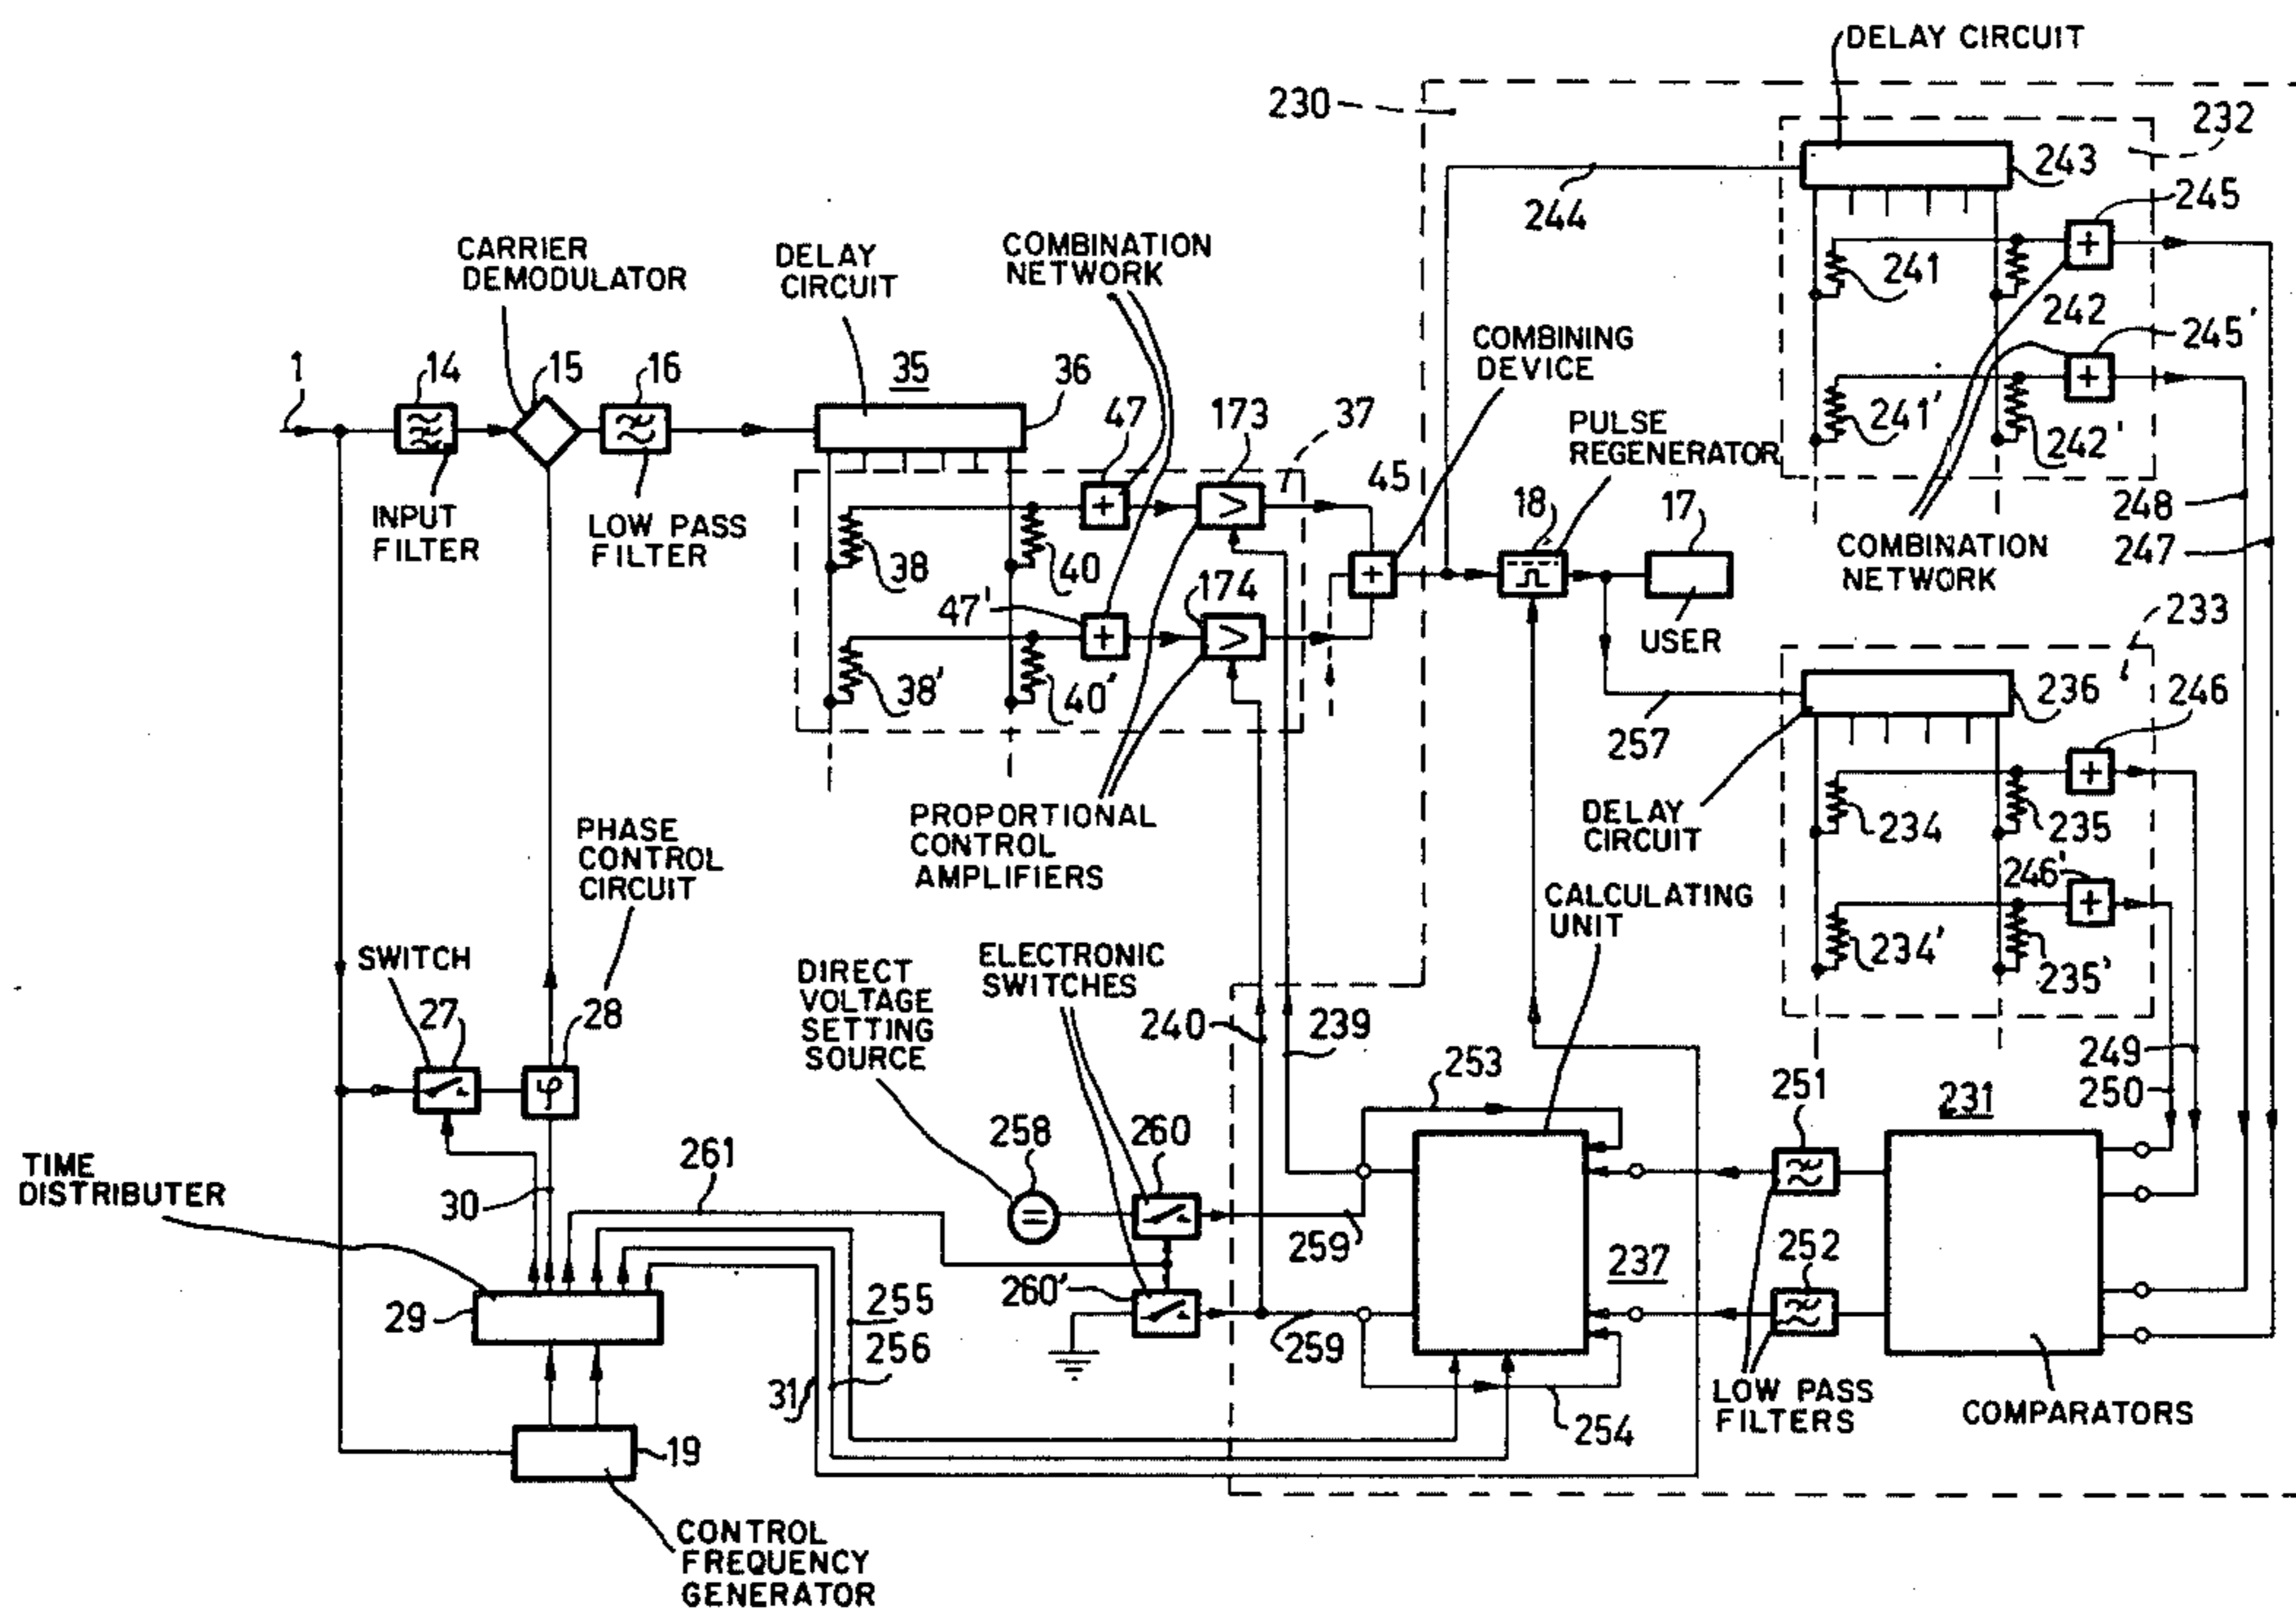 DELAY CIRCUIT
230
232
243
245
244
241
242
245'
241'
242'
248
247
COMBINATION
NETWORK
CARRIER
DEMODULATOR
DELAY
CIRCUIT
COMBINATION
NETWORK
COMBINING
DEVICE
1
14
15
16
35
36
47
173
37
45
PULSE
REGENERATOR
18
17
USER
INPUT
FILTER
LOW PASS
FILTER
38
40
47'
174
38'
40'
233
236
246
257
DELAY
CIRCUIT
234
235
246'
234'
235'
PROPORTIONAL
CONTROL
AMPLIFIERS
PHASE
CONTROL
CIRCUIT
CALCULATING
UNIT
SWITCH
27
28
DIRECT
VOLTAGE
SETTING
SOURCE
ELECTRONIC
SWITCHES
240
239
249
250
253
251
231
φ
TIME
DISTRIBUTER
30
261
258
260
259'
237
252
260'
29
255
256
259
31
254
LOW PASS
FILTERS
COMPARATORS
19
CONTROL
FREQUENCY
GENERATOR